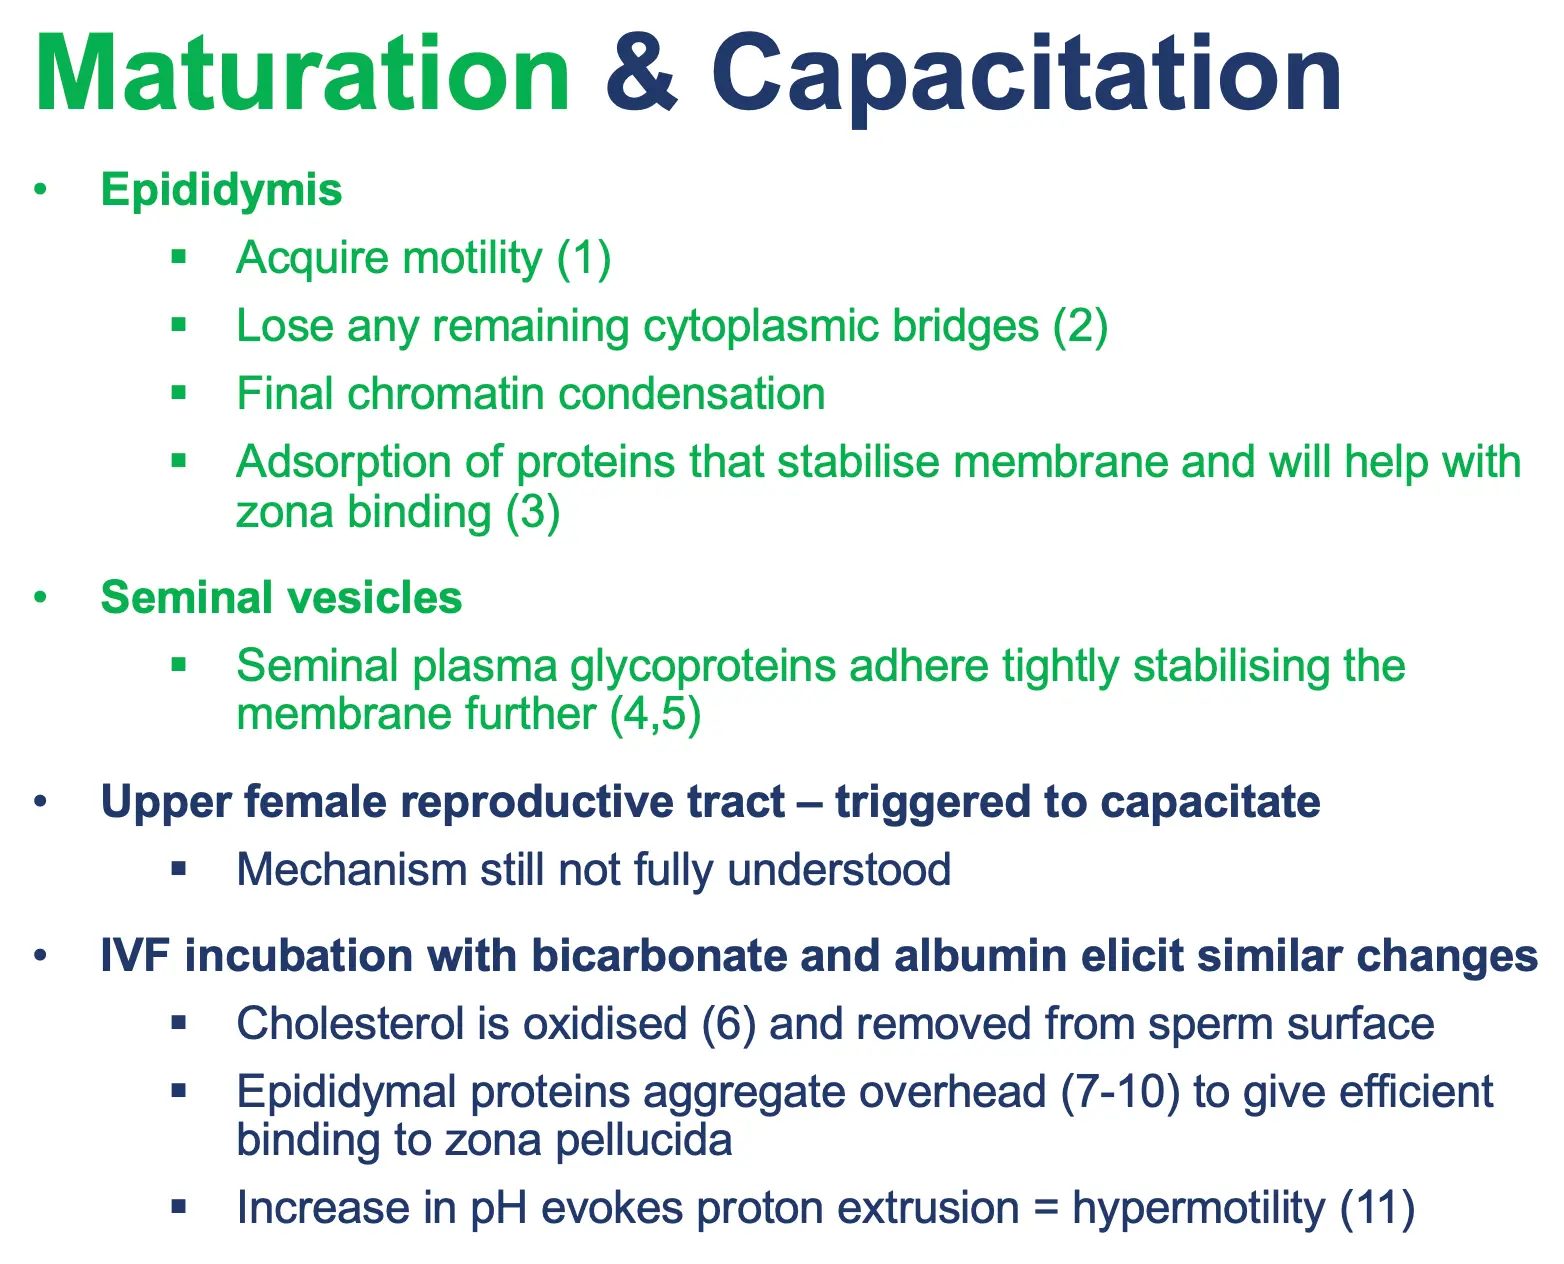 Maturation & Capacitation
• Epididymis
▪ Acquire motility (1)
▪ Lose any remaining cytoplasmic bridges (2)
▪ Final chromatin condensation
▪ Adsorption of proteins that stabilise membrane and will help with
zona binding (3)
• Seminal vesicles
▪ Seminal plasma glycoproteins adhere tightly stabilising the
membrane further (4,5)
• Upper female reproductive tract – triggered to capacitate
▪ Mechanism still not fully understood
• IVF incubation with bicarbonate and albumin elicit similar changes
▪ Cholesterol is oxidised (6) and removed from sperm surface
▪ Epididymal proteins aggregate overhead (7-10) to give efficient
binding to zona pellucida
▪ Increase in pH evokes proton extrusion = hypermotility (11)